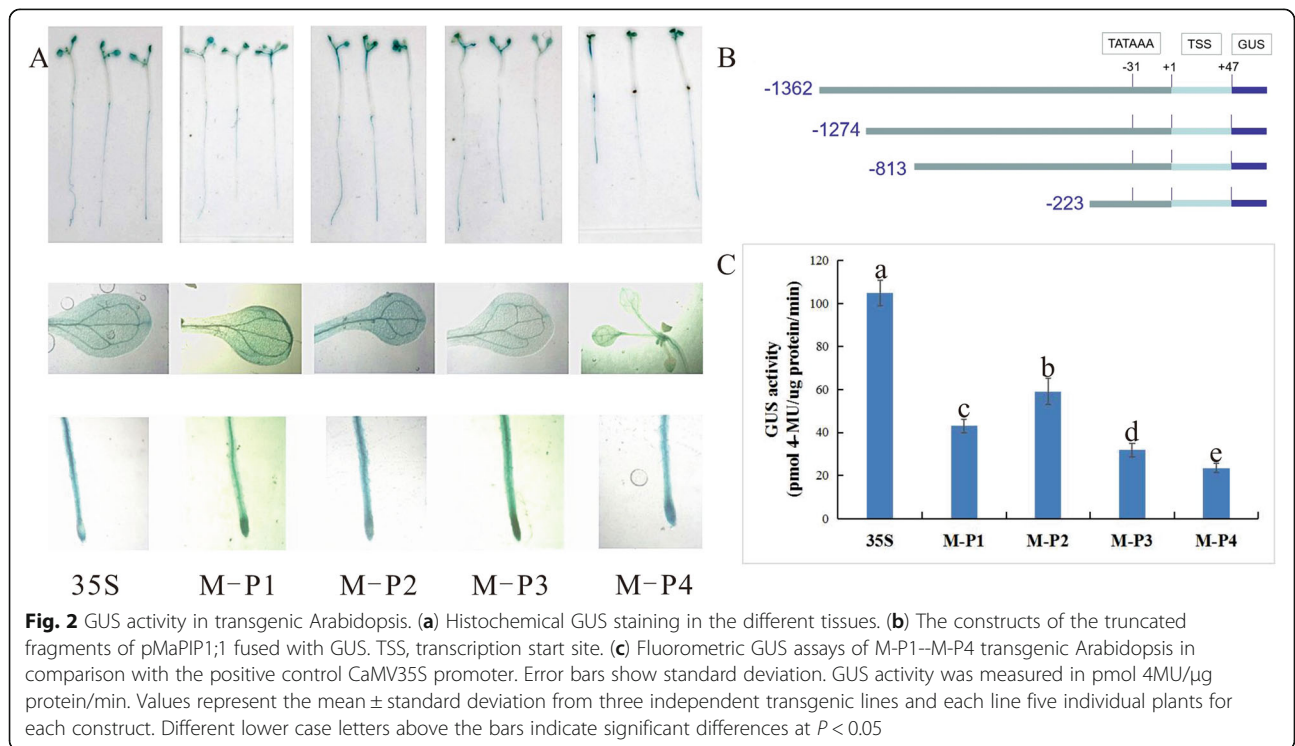 A
35S M-P1 M-P2 M-P3 M-P4
B
TATAAA TSS GUS
-31 +1 +47
-1362
-1274
-813
-223
C
GUS activity
(pmol 4-MU/ug protein/min)
120
100
80
60
40
20
0
a
c
b
d
e
35S M-P1 M-P2 M-P3 M-P4
Fig. 2 GUS activity in transgenic Arabidopsis. (a) Histochemical GUS staining in the different tissues. (b) The constructs of the truncated
fragments of pMaPIP1;1 fused with GUS. TSS, transcription start site. (c) Fluorometric GUS assays of M-P1--M-P4 transgenic Arabidopsis in
comparison with the positive control CaMV35S promoter. Error bars show standard deviation. GUS activity was measured in pmol 4MU/μg
protein/min. Values represent the mean ± standard deviation from three independent transgenic lines and each line five individual plants for
each construct. Different lower case letters above the bars indicate significant differences at P < 0.05